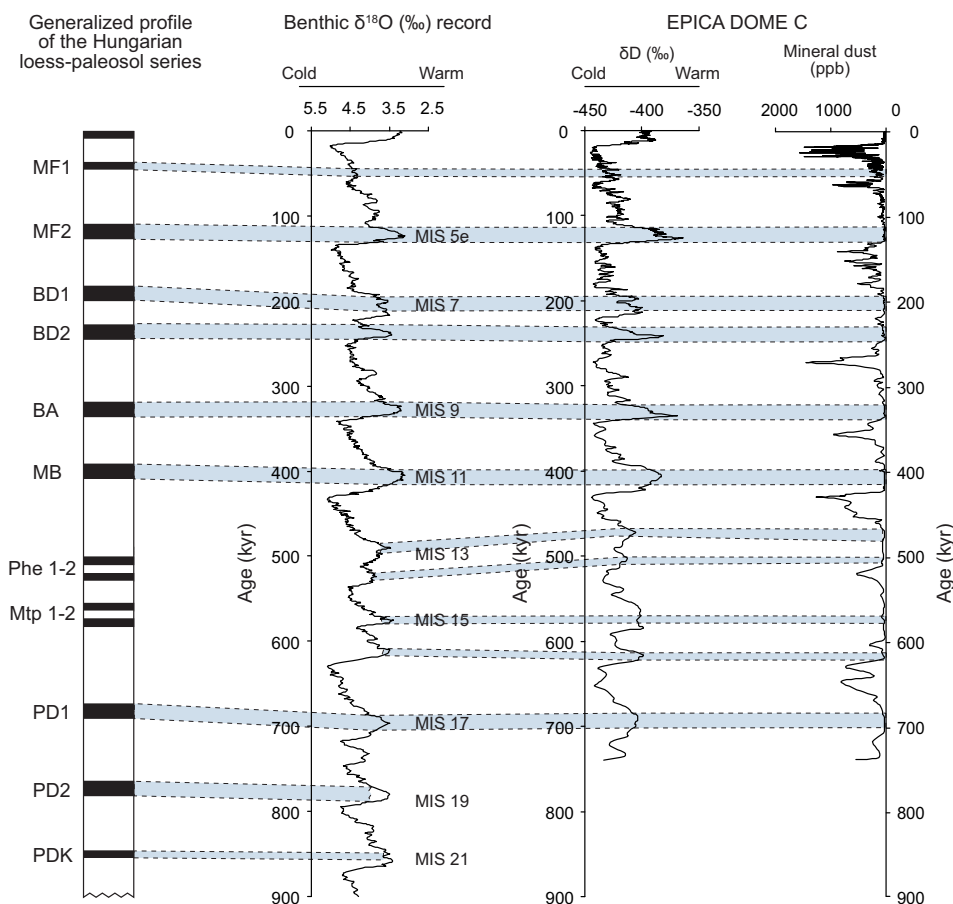 Generalized profile
of the Hungarian
loess-paleosol series
Benthic δ¹⁸O (‰) record
EPICA DOME C
δD (‰)
Mineral dust
(ppb)
Cold Warm
Cold Warm
5.5 4.5 3.5 2.5
-450 -400 -350
2000 1000 0
MF1
MF2
BD1
BD2
BA
MB
Phe 1-2
Mtp 1-2
PD1
PD2
PDK
0
100
200
300
400
500
600
700
800
900
Age (kyr)
MIS 5e
MIS 7
MIS 9
MIS 11
MIS 13
MIS 15
MIS 17
MIS 19
MIS 21
0
100
200
300
400
500
600
700
800
900
Age (kyr)
0
100
200
300
400
500
600
700
800
900
Age (kyr)